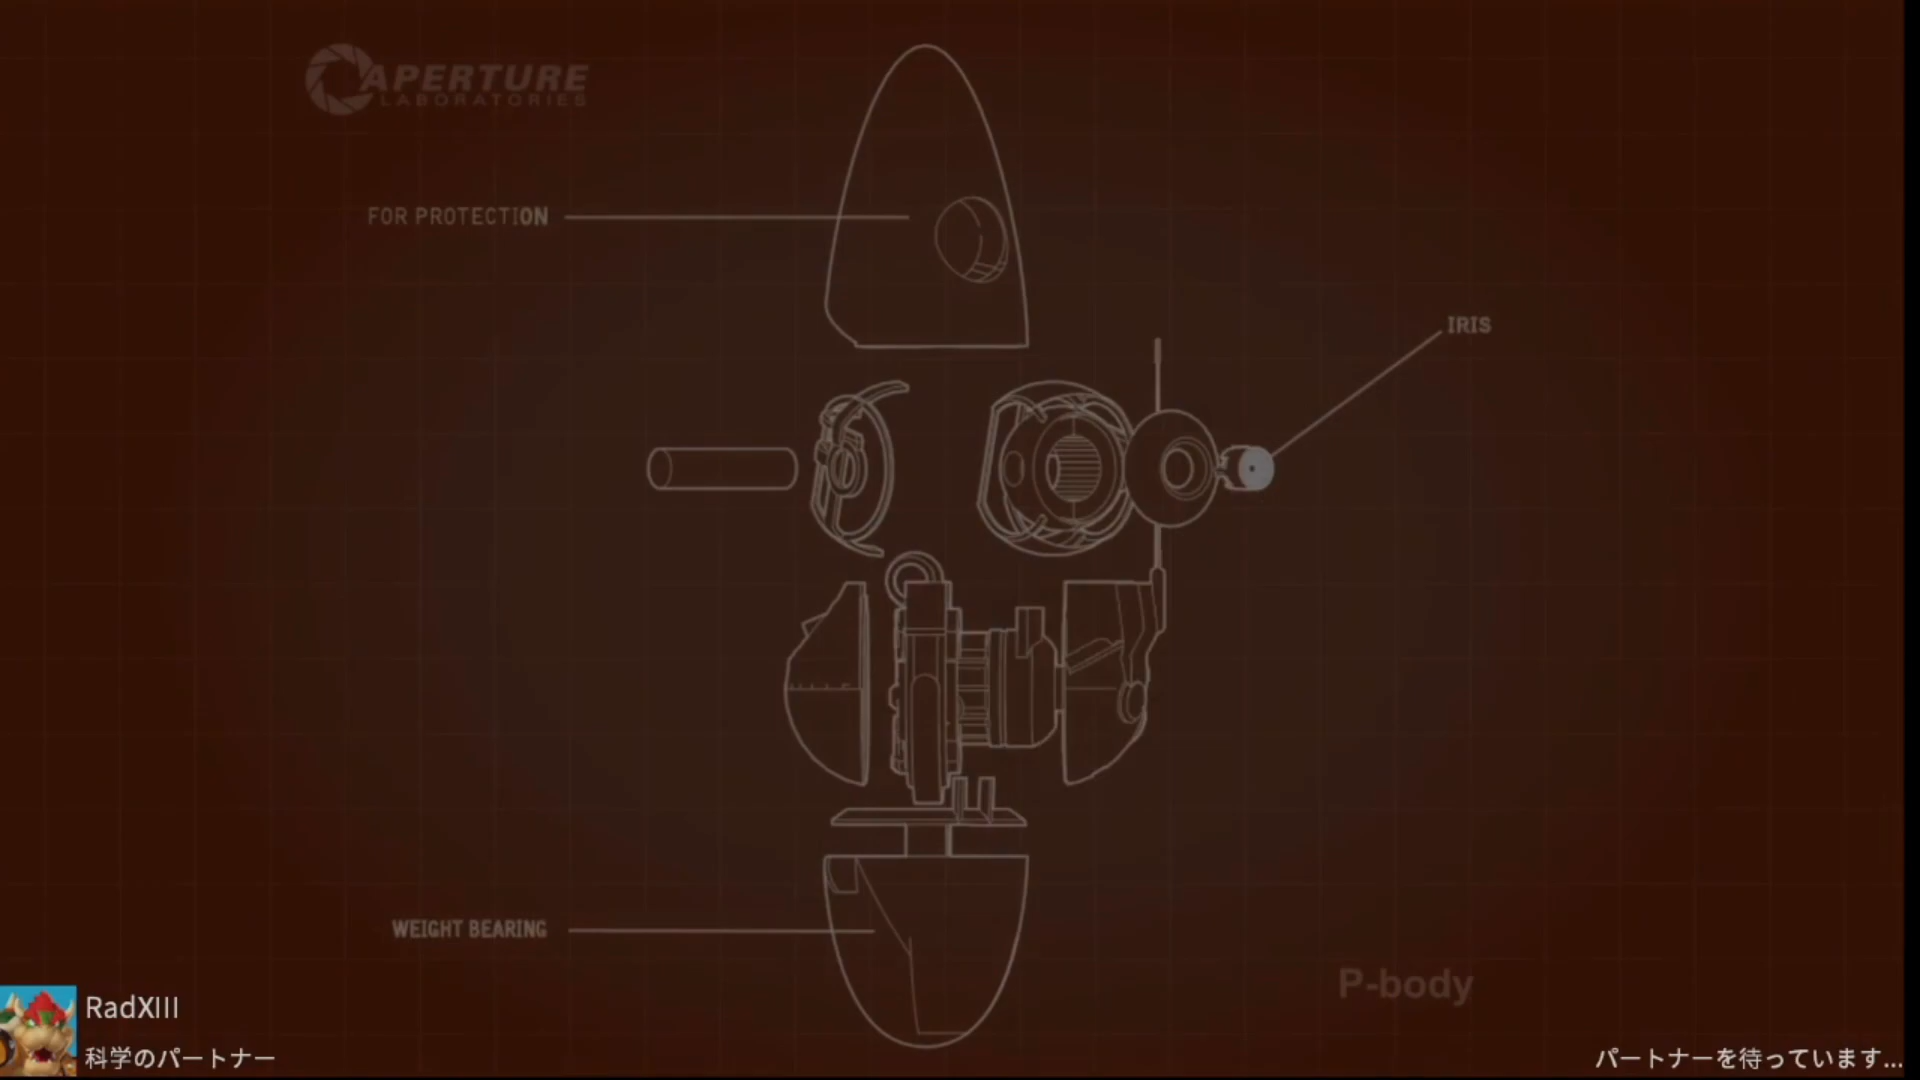 APERTURE
LABORATORIES
FOR PROTECTION
IRIS
WEIGHT BEARING
P-body
RadXIII
科学のパートナー
パートナーを待っています...